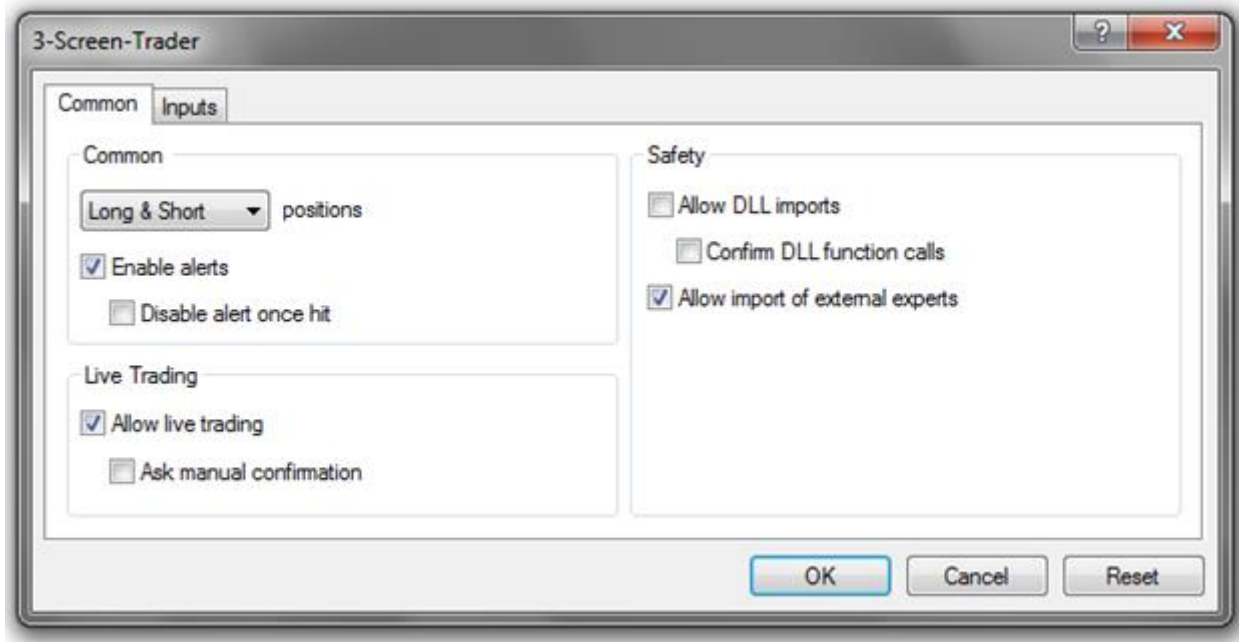 3-Screen-Trader
?
Common
Inputs
Common
Long & Short positions
Enable alerts
Disable alert once hit
Live Trading
Allow live trading
Ask manual confirmation
Safety
Allow DLL imports
Confirm DLL function calls
Allow import of external experts
OK
Cancel
Reset